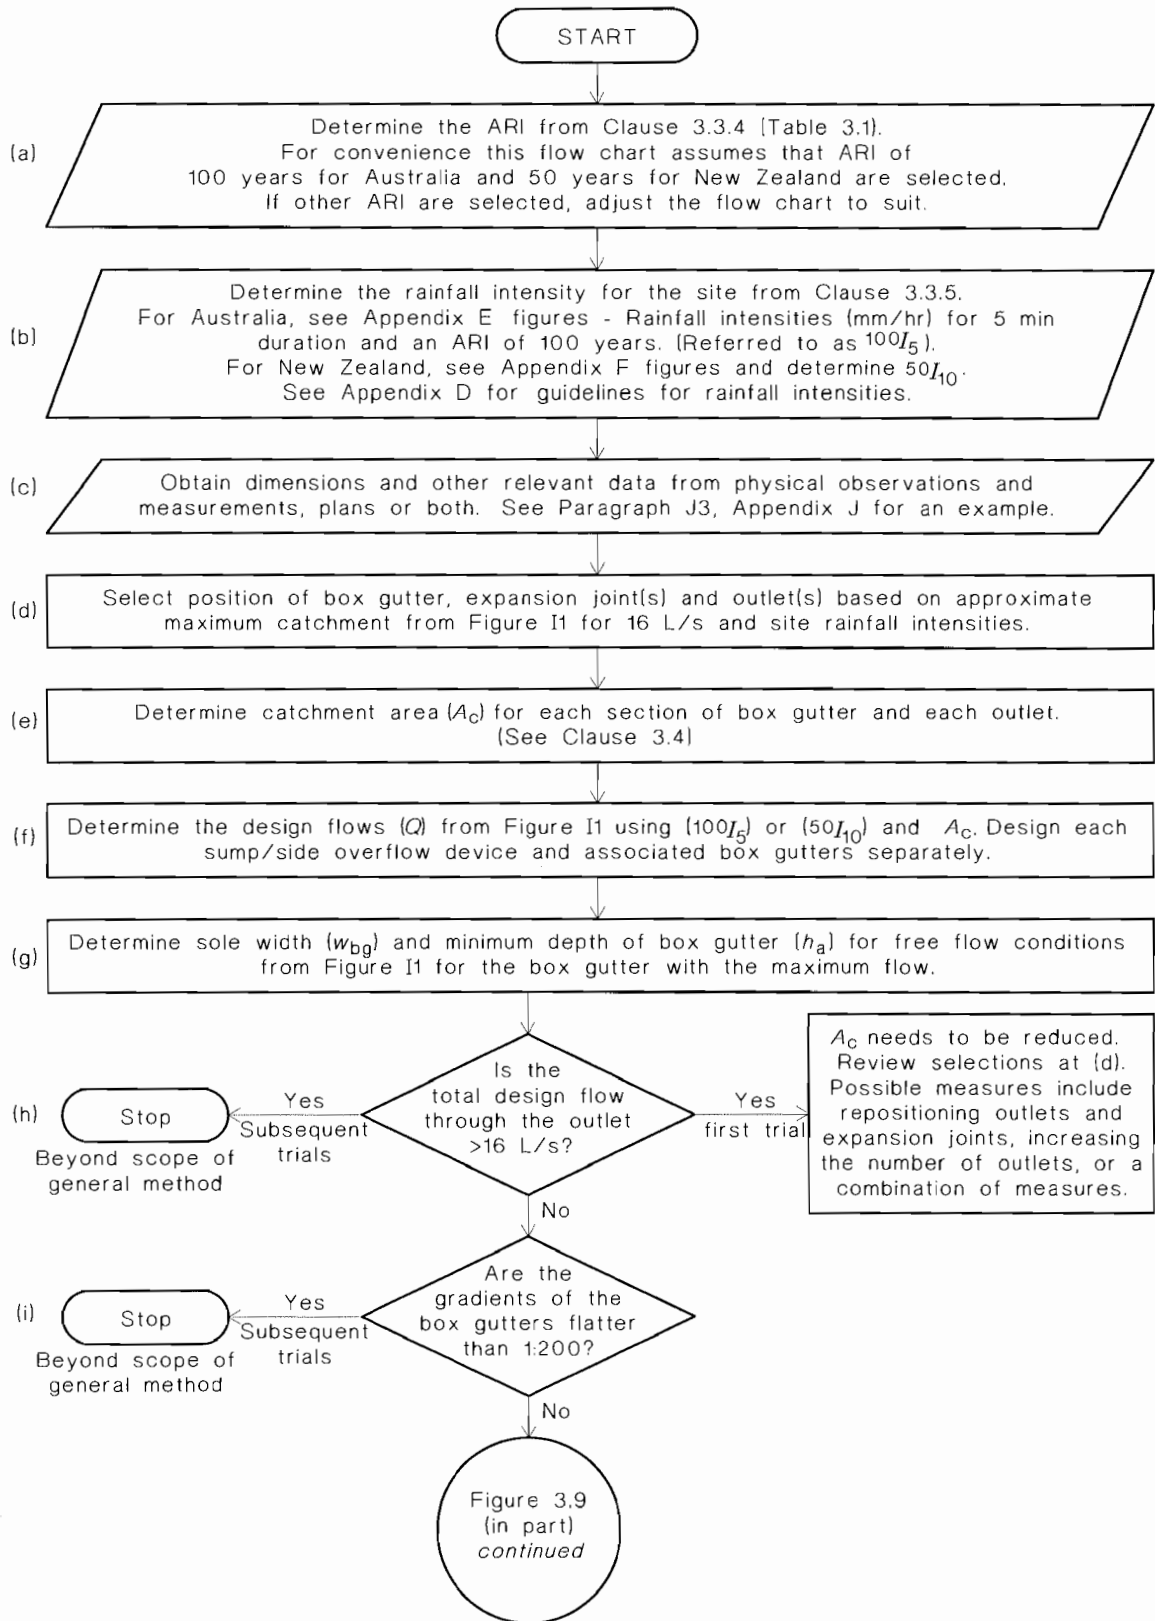 START
(a)
Determine the ARI from Clause 3.3.4 (Table 3.1).
For convenience this flow chart assumes that ARI of
100 years for Australia and 50 years for New Zealand are selected.
If other ARI are selected, adjust the flow chart to suit.
(b)
Determine the rainfall intensity for the site from Clause 3.3.5.
For Australia, see Appendix E figures - Rainfall intensities (mm/hr) for 5 min
duration and an ARI of 100 years. (Referred to as 100I5).
For New Zealand, see Appendix F figures and determine 50I10.
See Appendix D for guidelines for rainfall intensities.
(c)
Obtain dimensions and other relevant data from physical observations and
measurements, plans or both. See Paragraph J3, Appendix J for an example.
(d)
Select position of box gutter, expansion joint(s) and outlet(s) based on approximate
maximum catchment from Figure I1 for 16 L/s and site rainfall intensities.
(e)
Determine catchment area (Ac) for each section of box gutter and each outlet.
(See Clause 3.4)
(f)
Determine the design flows (Q) from Figure I1 using (100I5) or (50I10) and Ac. Design each
sump/side overflow device and associated box gutters separately.
(g)
Determine sole width (wbg) and minimum depth of box gutter (ha) for free flow conditions
from Figure I1 for the box gutter with the maximum flow.
(h)
Stop
Beyond scope of
general method
Yes
Subsequent
trials
Is the
total design flow
through the outlet
>16 L/s?
Yes
first trial
Ac needs to be reduced.
Review selections at (d).
Possible measures include
repositioning outlets and
expansion joints, increasing
the number of outlets, or a
combination of measures.
No
(i)
Stop
Beyond scope of
general method
Yes
Subsequent
trials
Are the
gradients of the
box gutters flatter
than 1:200?
No
Figure 3.9
(in part)
continued